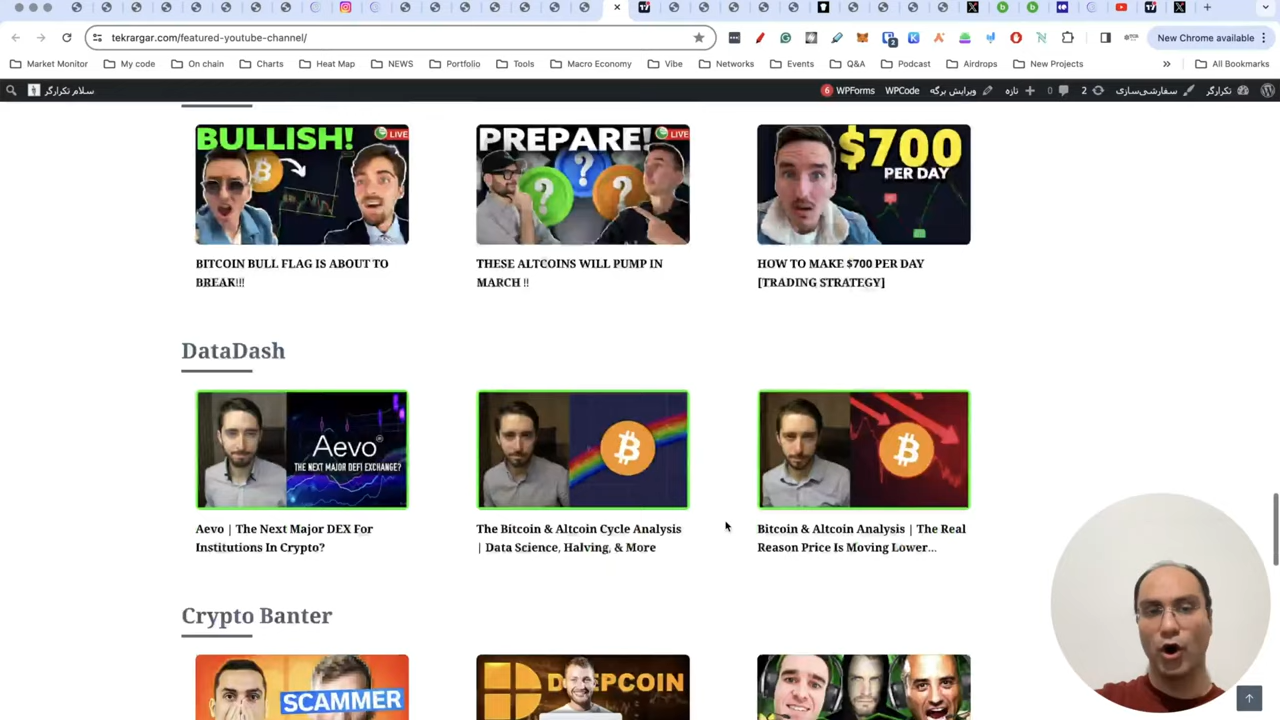 tekrargar.com/featured-youtube-channel/
New Chrome available
Market Monitor
My code
On chain
Charts
Heat Map
NEWS
Portfolio
Tools
Macro Economy
Vibe
Networks
Events
Q&A
Podcast
Airdrops
New Projects
All Bookmarks
سلام تکرارگر
6 WPForms
WPCode
ویرایش برگه
تازه
0
2
سفارشی‌سازی
تکرارگر
BULLISH!
LIVE
PREPARE!
LIVE
$700
PER DAY
BITCOIN BULL FLAG IS ABOUT TO
BREAK!!!
THESE ALTCOINS WILL PUMP IN
MARCH !!
HOW TO MAKE $700 PER DAY
[TRADING STRATEGY]
DataDash
Aevo
THE NEXT MAJOR DEFI EXCHANGE?
Aevo | The Next Major DEX For
Institutions In Crypto?
The Bitcoin & Altcoin Cycle Analysis
| Data Science, Halving, & More
Bitcoin & Altcoin Analysis | The Real
Reason Price Is Moving Lower...
Crypto Banter
SCAMMER